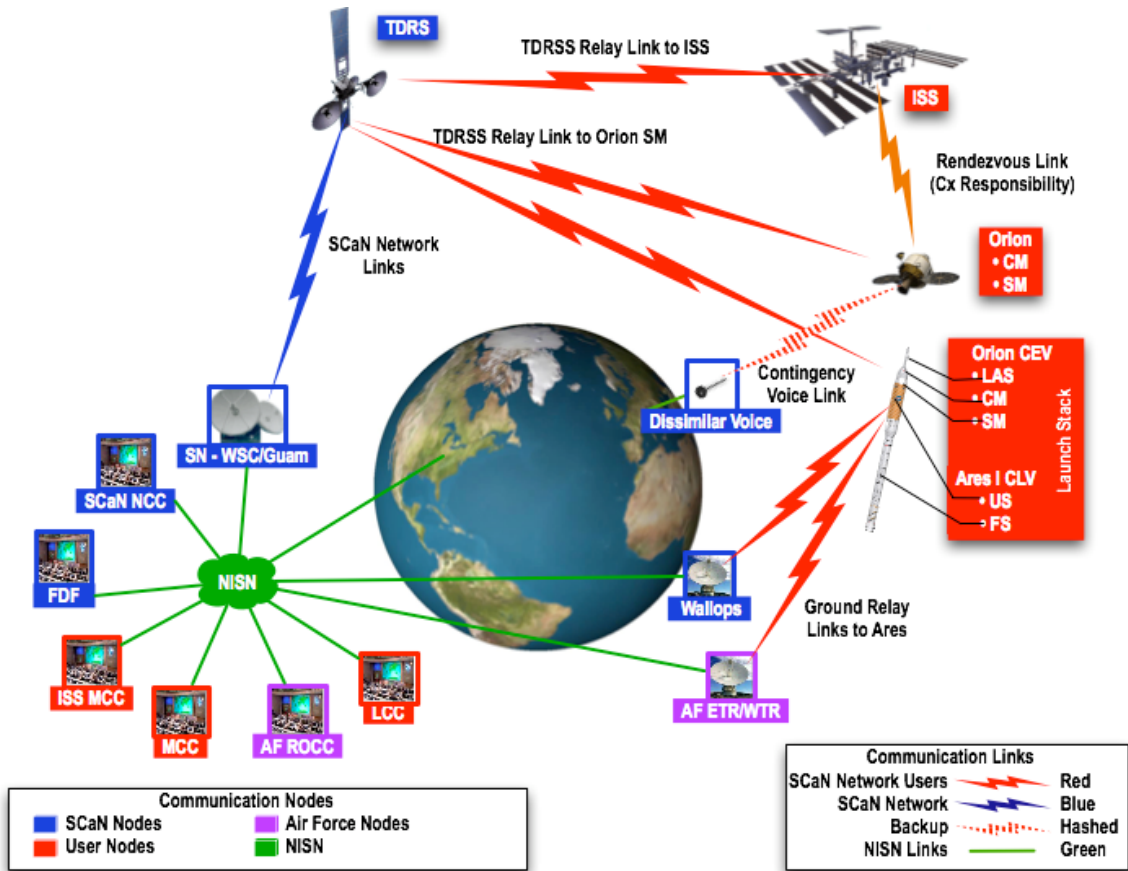 TDRS
TDRSS Relay Link to ISS
ISS
TDRSS Relay Link to Orion SM
Rendezvous Link
(Cx Responsibility)
SCaN Network
Links
Orion
• CM
• SM
Contingency
Voice Link
Dissimilar Voice
Orion CEV
• LAS
• CM
• SM
Ares I CLV
• US
• FS
Launch Stack
SN - WSC/Guam
SCaN NCC
FDF
NISN
Wallops
Ground Relay
Links to Ares
ISS MCC
MCC
AF ROCC
LCC
AF ETR/WTR
Communication Nodes
SCaN Nodes
Air Force Nodes
User Nodes
NISN
Communication Links
SCaN Network Users Red
SCaN Network Blue
Backup Hashed
NISN Links Green